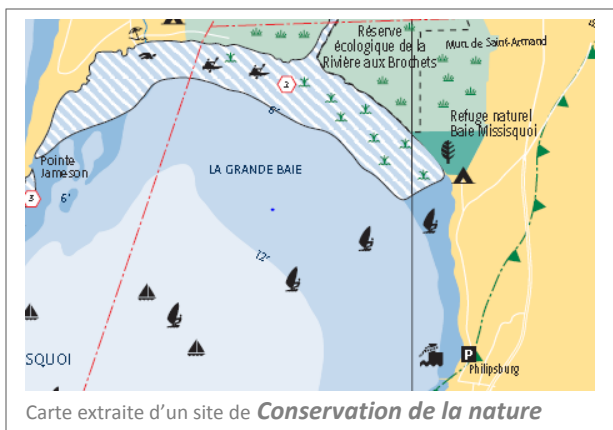 Réserve
écologique de la
Rivière aux Brochets
Mun. de Saint-Armand
2
6'
Refuge naturel
Baie Missisquoi
Pointe
Jameson
LA GRANDE BAIE
3
6'
12'
SQUOI
P
Philipsburg
Carte extraite d'un site de Conservation de la nature